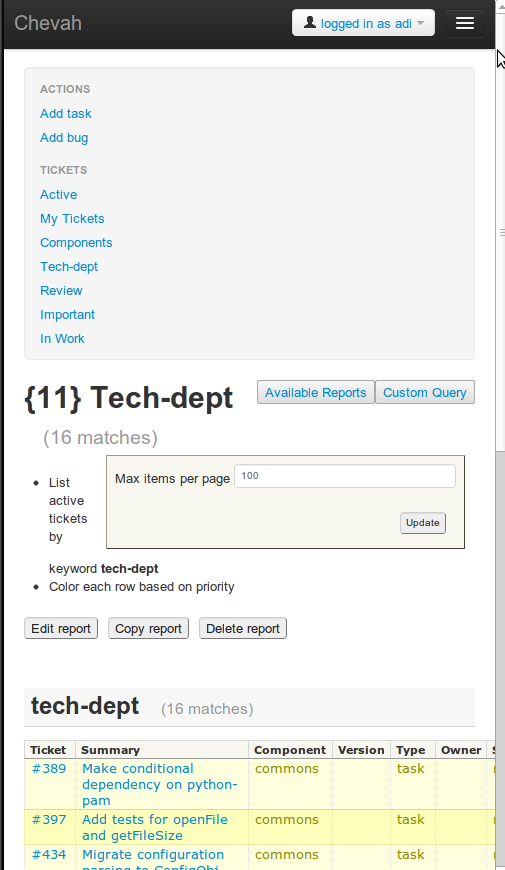 Chevah
logged in as adi
ACTIONS
Add task
Add bug
TICKETS
Active
My Tickets
Components
Tech-dept
Review
Important
In Work
{11} Tech-dept
Available Reports
Custom Query
(16 matches)
List
active
tickets
by
keyword tech-dept
Max items per page 100
Update
Color each row based on priority
Edit report
Copy report
Delete report
tech-dept (16 matches)
Ticket Summary Component Version Type Owner
#389 Make conditional commons task
dependency on python-
pam
#397 Add tests for openFile commons task
and getFileSize
#434 Migrate configuration commons task
parsing to ConfigObj